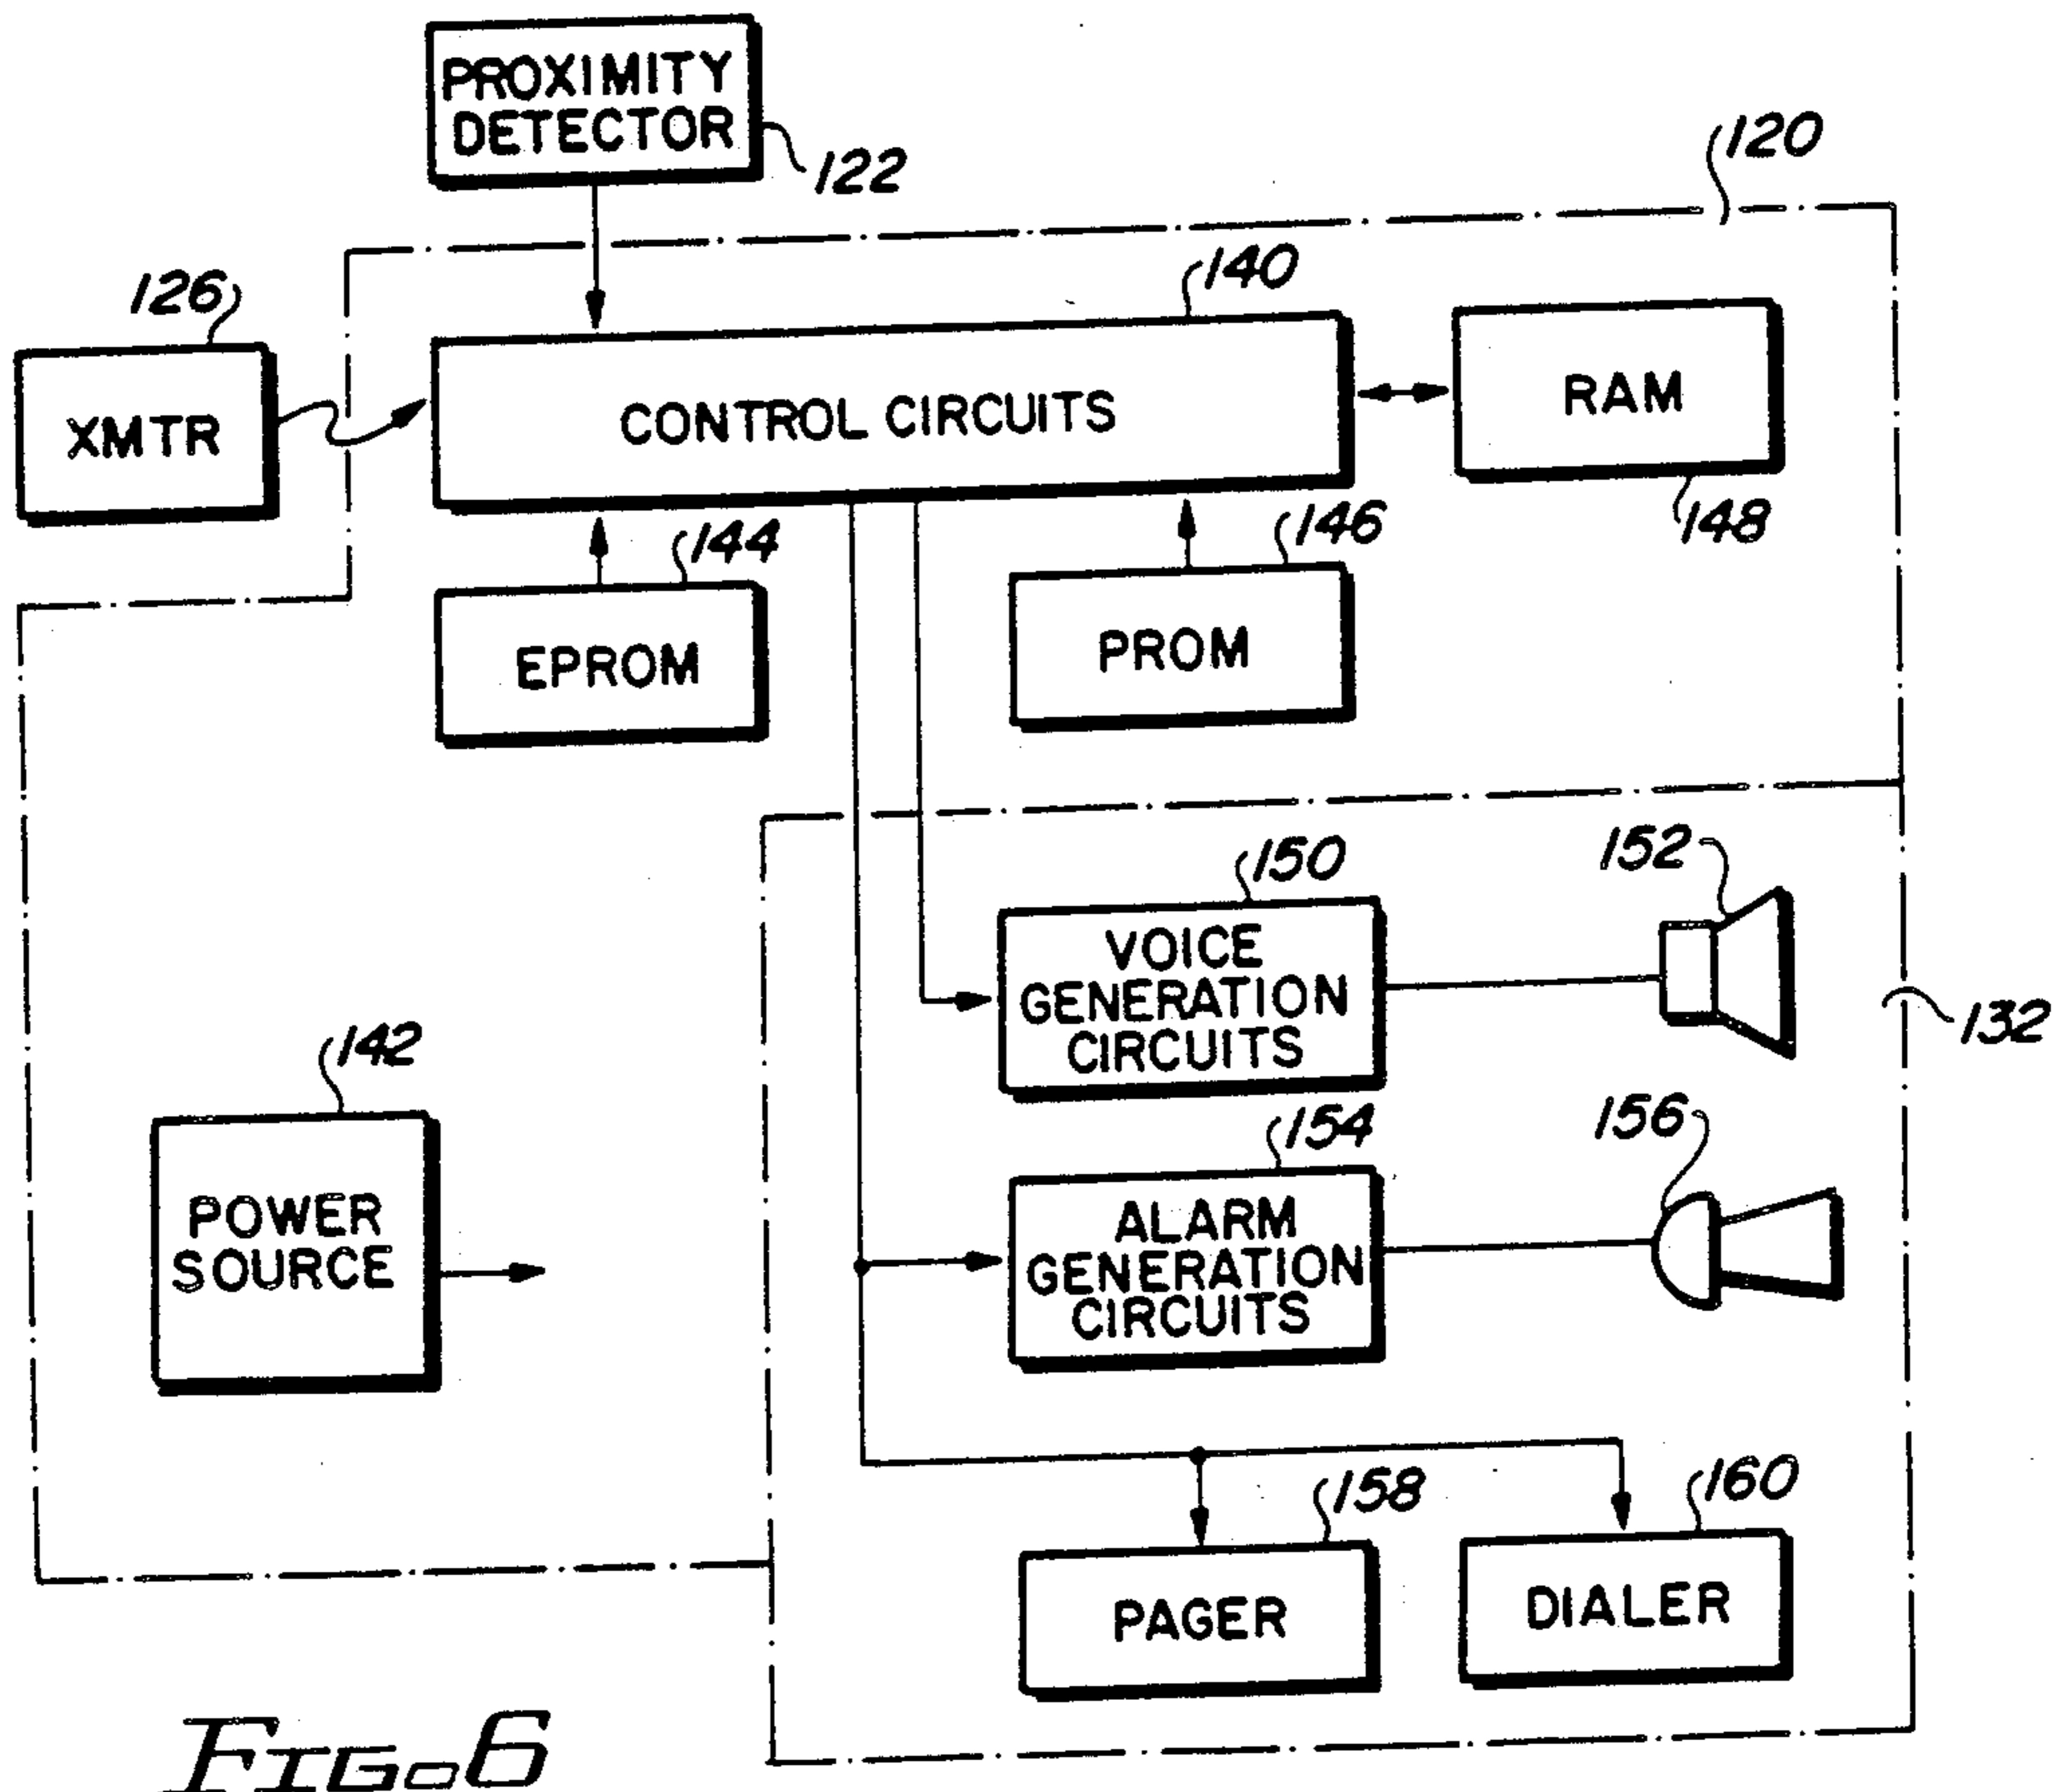 PROXIMITY
DETECTOR
122
120
126
140
XMTR
CONTROL CIRCUITS
RAM
148
144
146
EPROM
PROM
150
152
VOICE
GENERATION
CIRCUITS
132
142
154
156
POWER
SOURCE
ALARM
GENERATION
CIRCUITS
158
160
PAGER
DIALER
FIG. 6